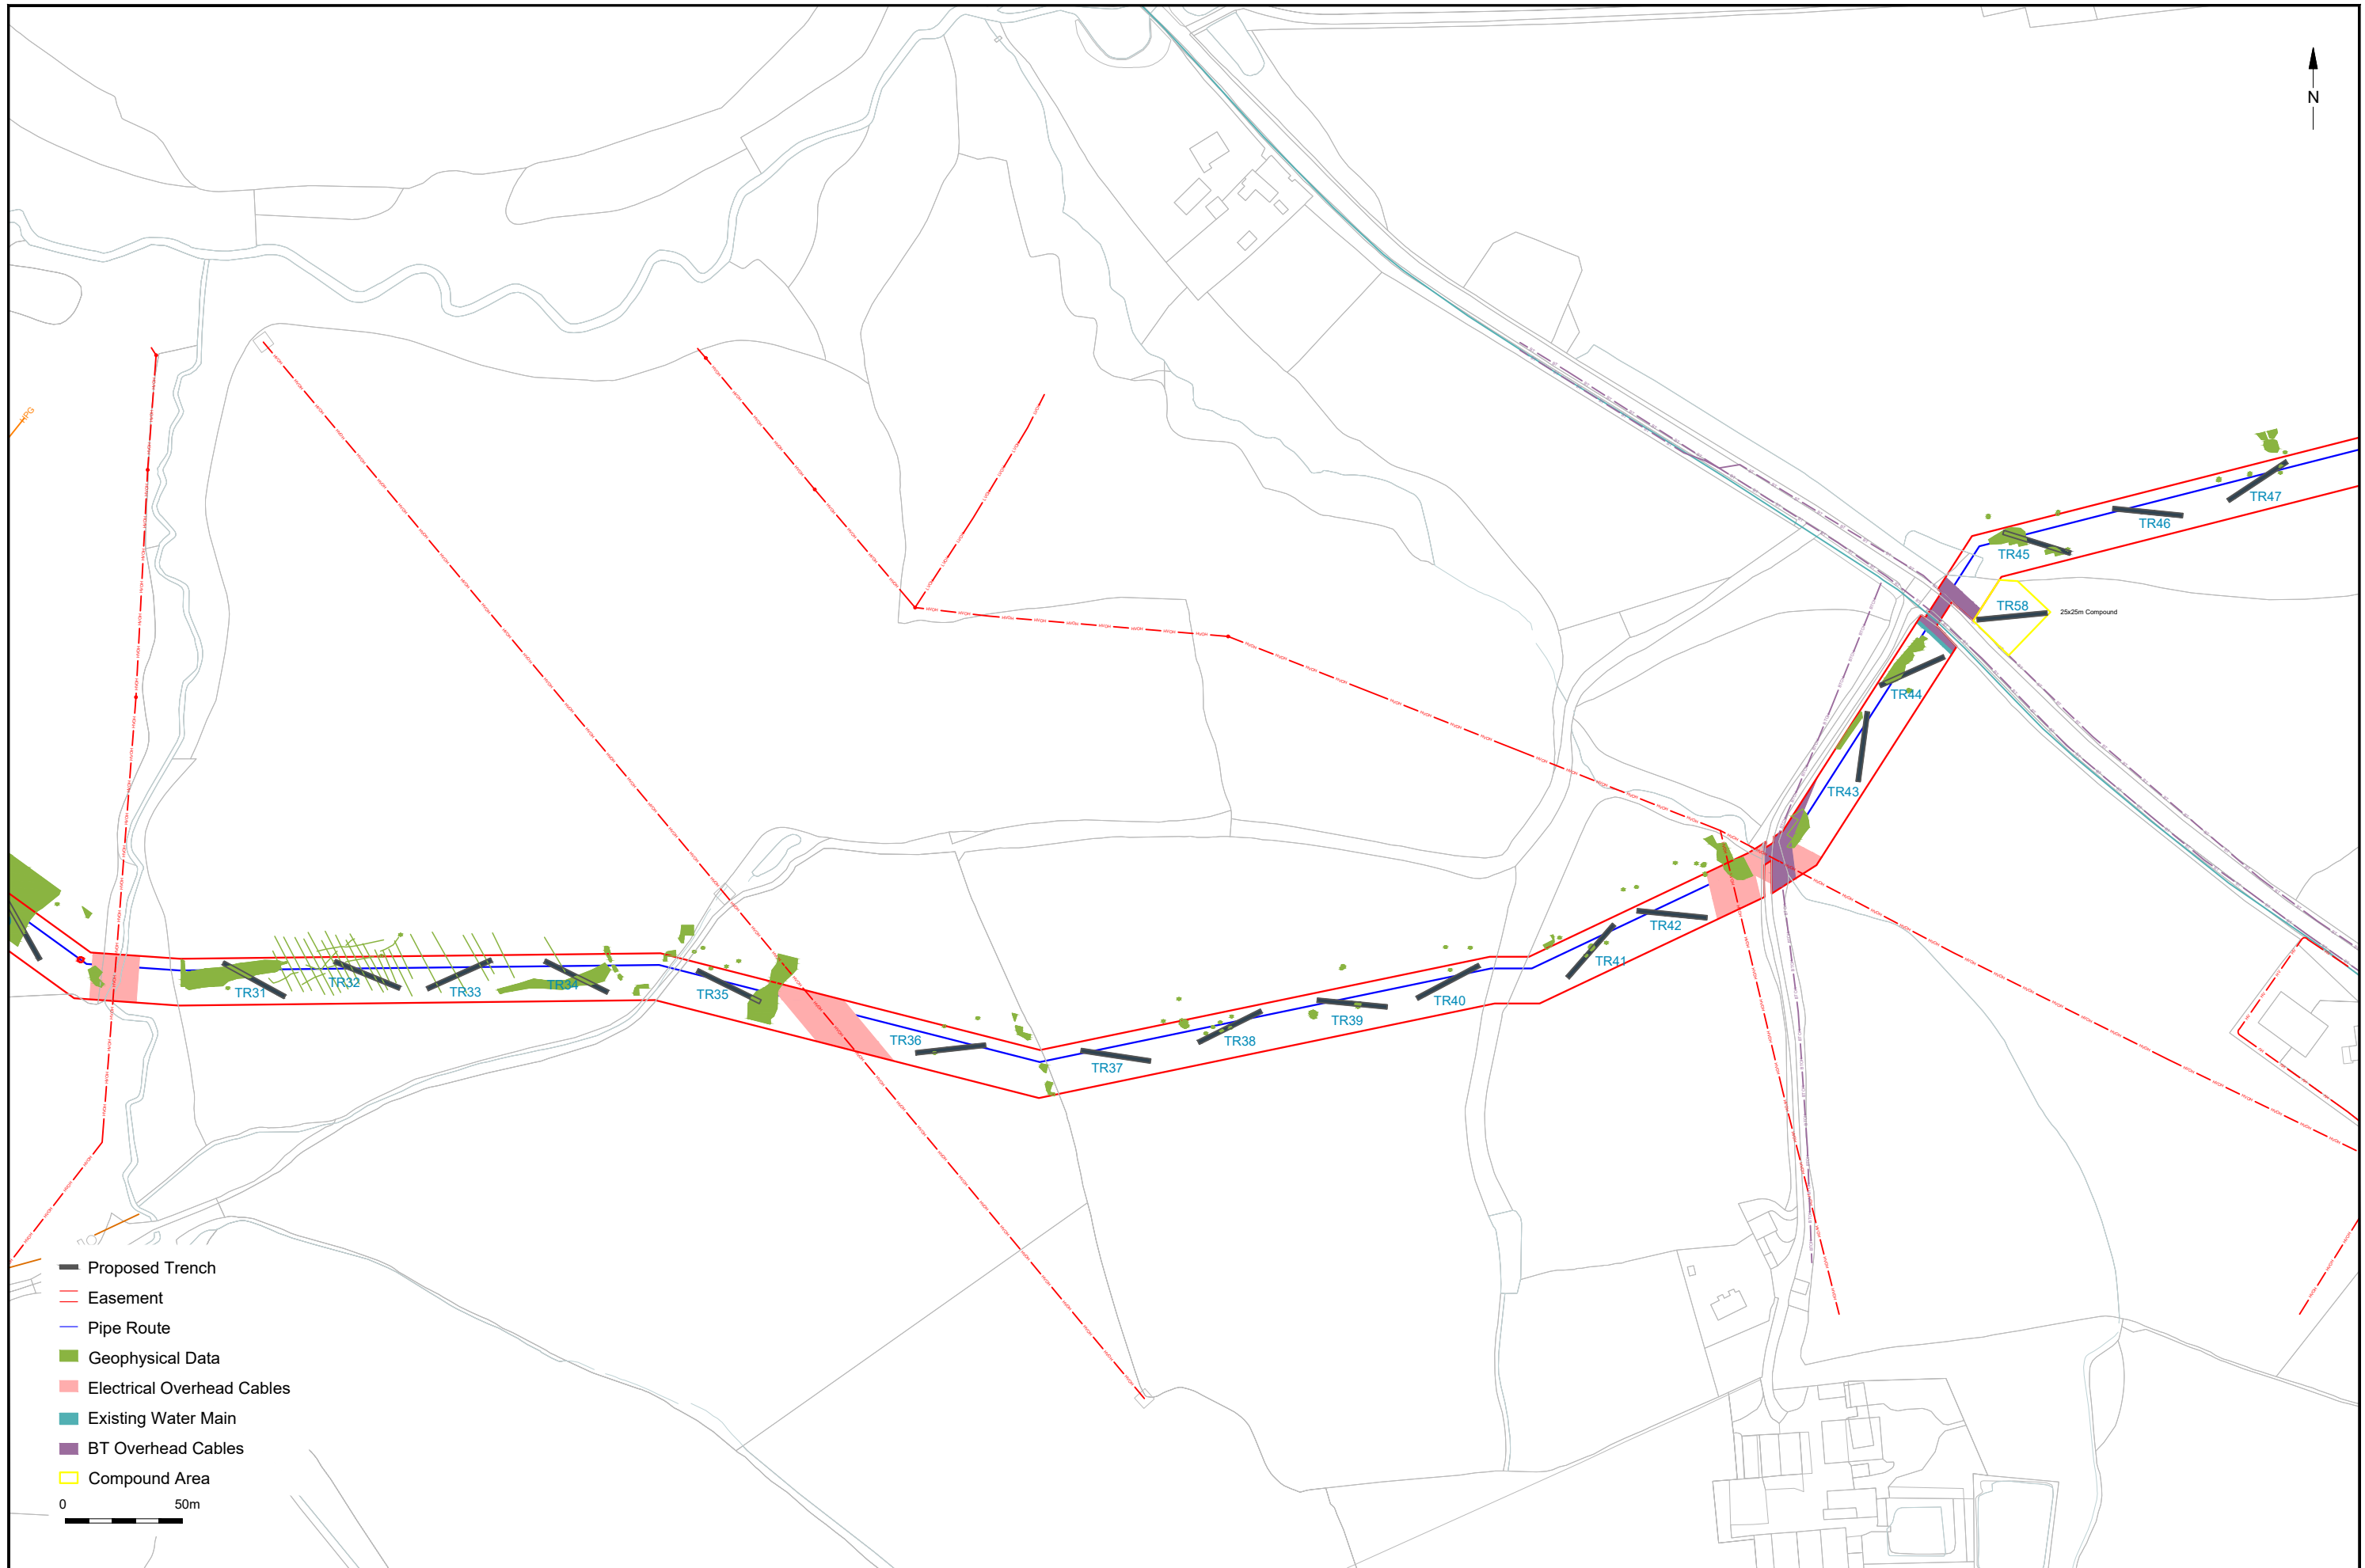 N
HPG
TR47
TR46
TR45
TR58
25x25m Compound
TR44
TR43
TR42
TR41
TR40
TR39
TR38
TR37
TR36
TR35
TR34
TR33
TR32
TR31
Proposed Trench
Easement
Pipe Route
Geophysical Data
Electrical Overhead Cables
Existing Water Main
BT Overhead Cables
Compound Area
0 50m